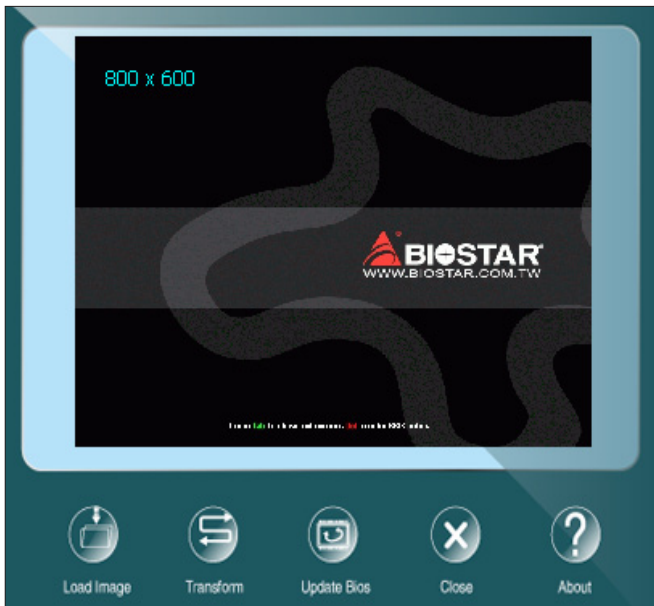 800 x 600
BIOSTAR
WWW.BIOSTAR.COM.TW
Load Image
Transform
Update Bios
Close
About